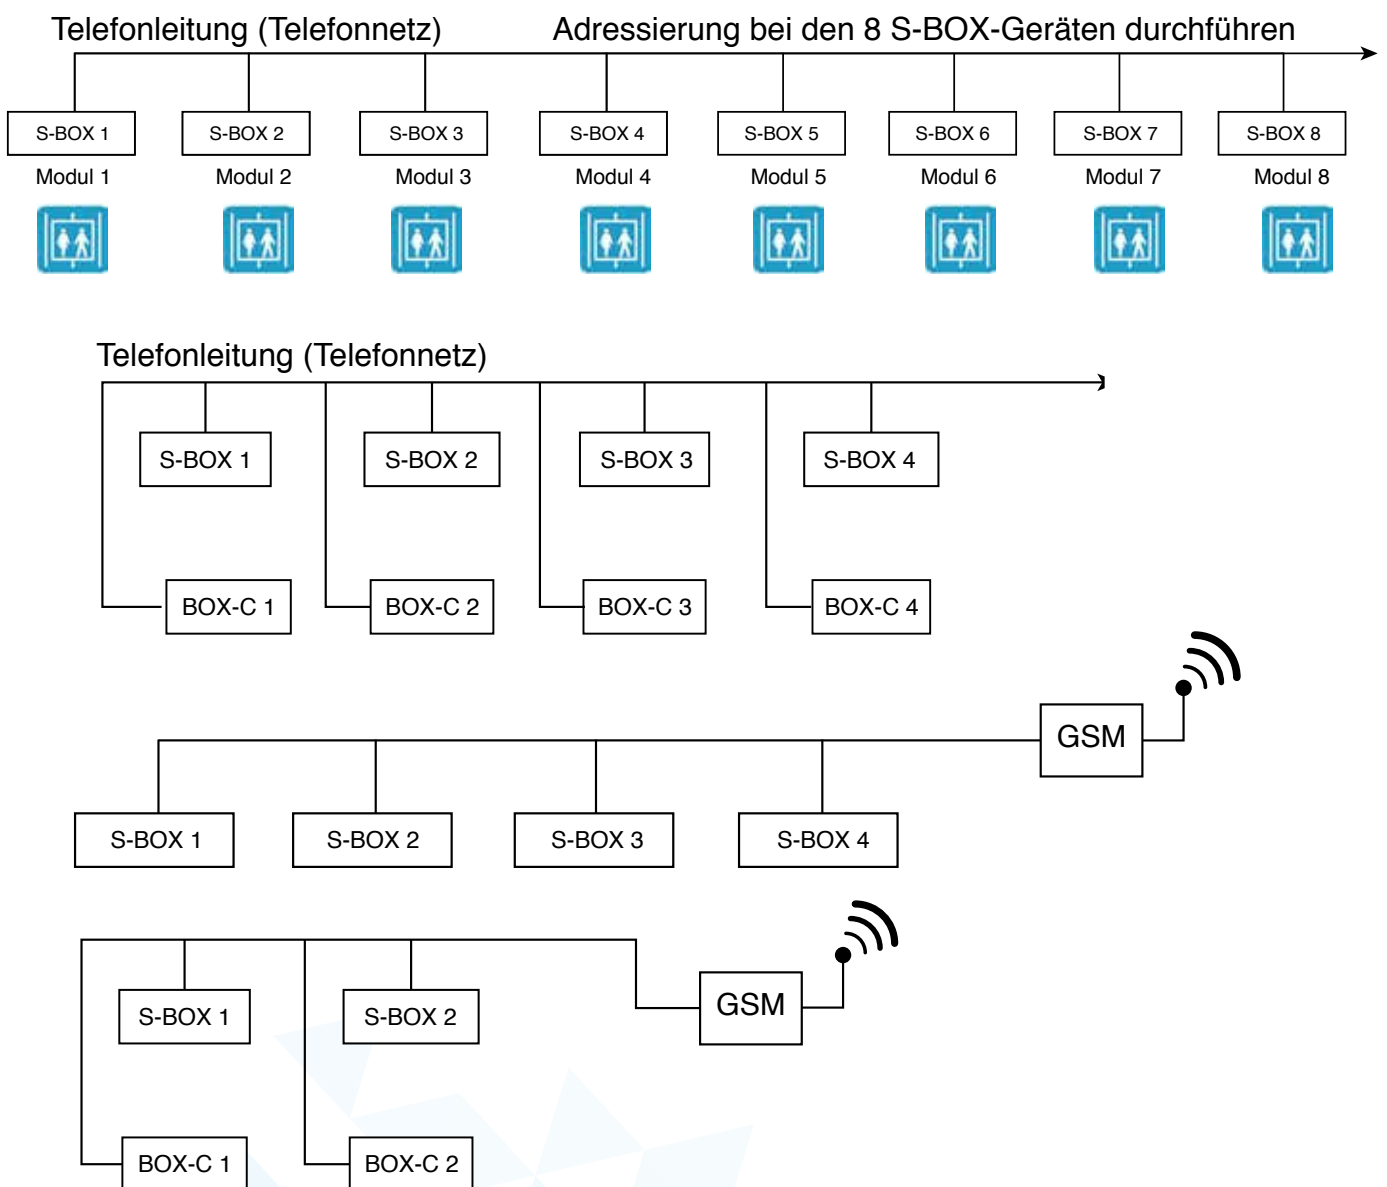 Telefonleitung (Telefonnetz) Adressierung bei den 8 S-BOX-Geräten durchführen
S-BOX 1 S-BOX 2 S-BOX 3 S-BOX 4 S-BOX 5 S-BOX 6 S-BOX 7 S-BOX 8
Modul 1 Modul 2 Modul 3 Modul 4 Modul 5 Modul 6 Modul 7 Modul 8
Telefonleitung (Telefonnetz)
S-BOX 1 S-BOX 2 S-BOX 3 S-BOX 4
BOX-C 1 BOX-C 2 BOX-C 3 BOX-C 4
GSM
S-BOX 1 S-BOX 2 S-BOX 3 S-BOX 4
S-BOX 1 S-BOX 2 GSM
BOX-C 1 BOX-C 2